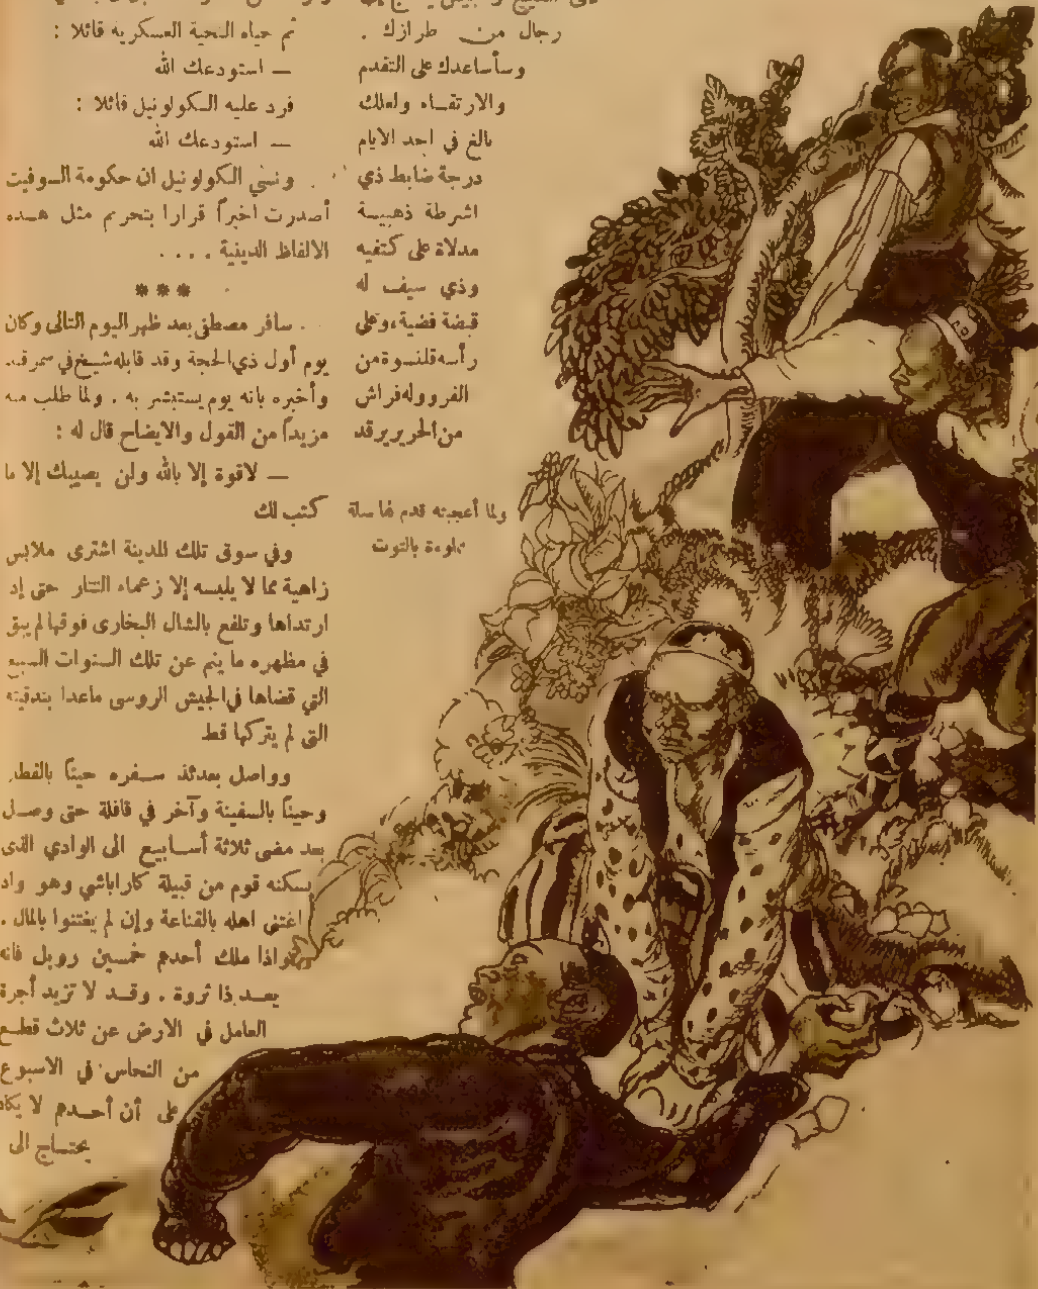 رجال من طرازك .
وسأساعدك على التقدم
والارتقاء ولعلك
بالغ في احد الايام
درجة ضابط ذي
اشرطة ذهبية
مدلاة على كتفيه
وذي سيف له
قبضة فضية ،وعلى
رأسه قلنسوة من
الفرو وله فراش
من الحرير يرقد
ولما أعجبته قدم لها سلة
مملوءة بالتوت
ثم حياه التحية العسكرية قائلا :
— استودعك الله
فرد عليه الكولونيل قائلا :
— استودعك الله
ونسي الكولونيل ان حكومة السوفيت
أصدرت اخيراً قرارا بتحريم مثل هذه
الالفاظ الدينية . . . .
***
سافر مصطفى بعد ظهر اليوم التالى وكان
يوم أول ذي الحجة وقد قابله شيخ في سمرقند
وأخبره بانه يوم يستبشر به . ولما طلب منه
مزيداً من القول والايضاح قال له :
— لاقوة إلا بالله ولن يصيبك إلا ما
كتب لك
وفي سوق تلك المدينة اشترى ملابس
زاهية مما لا يلبسه إلا زعماء التتار حتى إذ
ارتداها وتلفع بالشال البخارى فوقها لم يبق
في مظهره ما ينم عن تلك السنوات السبع
التي قضاها في الجيش الروسى ماعدا بندقيته
التى لم يتركها قط
وواصل بعدئذ سفره حيناً بالقطر
وحيناً بالسفينة وآخر في قافلة حتى وصل
بعد مضى ثلاثة أسابيع الى الوادي الذى
يسكنه قوم من قبيلة كاراباشي وهو واد
اغتنى اهله بالقناعة وإن لم يغتنوا بالمال .
واذا ملك أحدهم خمسين روبل فانه
يعد ذا ثروة . وقد لا تزيد أجرة
العامل في الارض عن ثلاث قطع
من النحاس في الاسبوع
على أن أحدهم لا يكاد
يحتاج الى